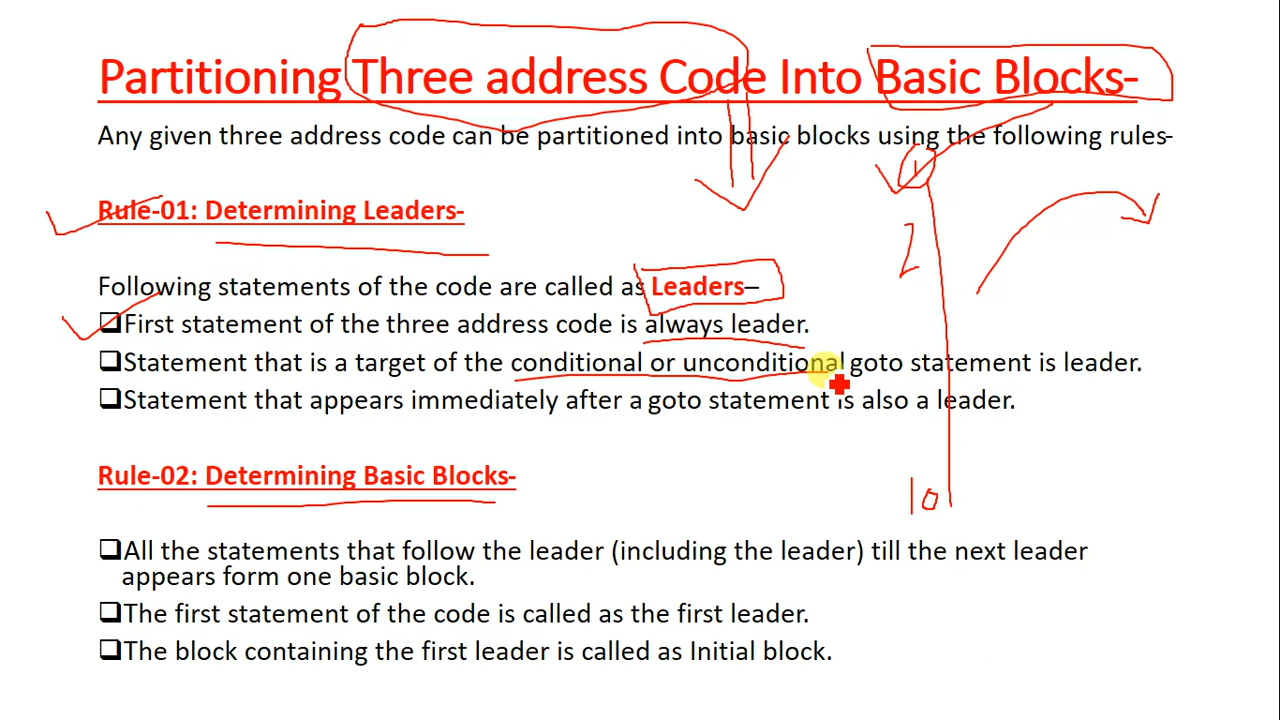 Partitioning Three address Code Into Basic Blocks-
Any given three address code can be partitioned into basic blocks using the following rules-
1
Rule-01: Determining Leaders-
2
Following statements of the code are called as Leaders–
❑First statement of the three address code is always leader.
❑Statement that is a target of the conditional or unconditional goto statement is leader.
❑Statement that appears immediately after a goto statement is also a leader.
Rule-02: Determining Basic Blocks-
10
❑All the statements that follow the leader (including the leader) till the next leader
appears form one basic block.
❑The first statement of the code is called as the first leader.
❑The block containing the first leader is called as Initial block.